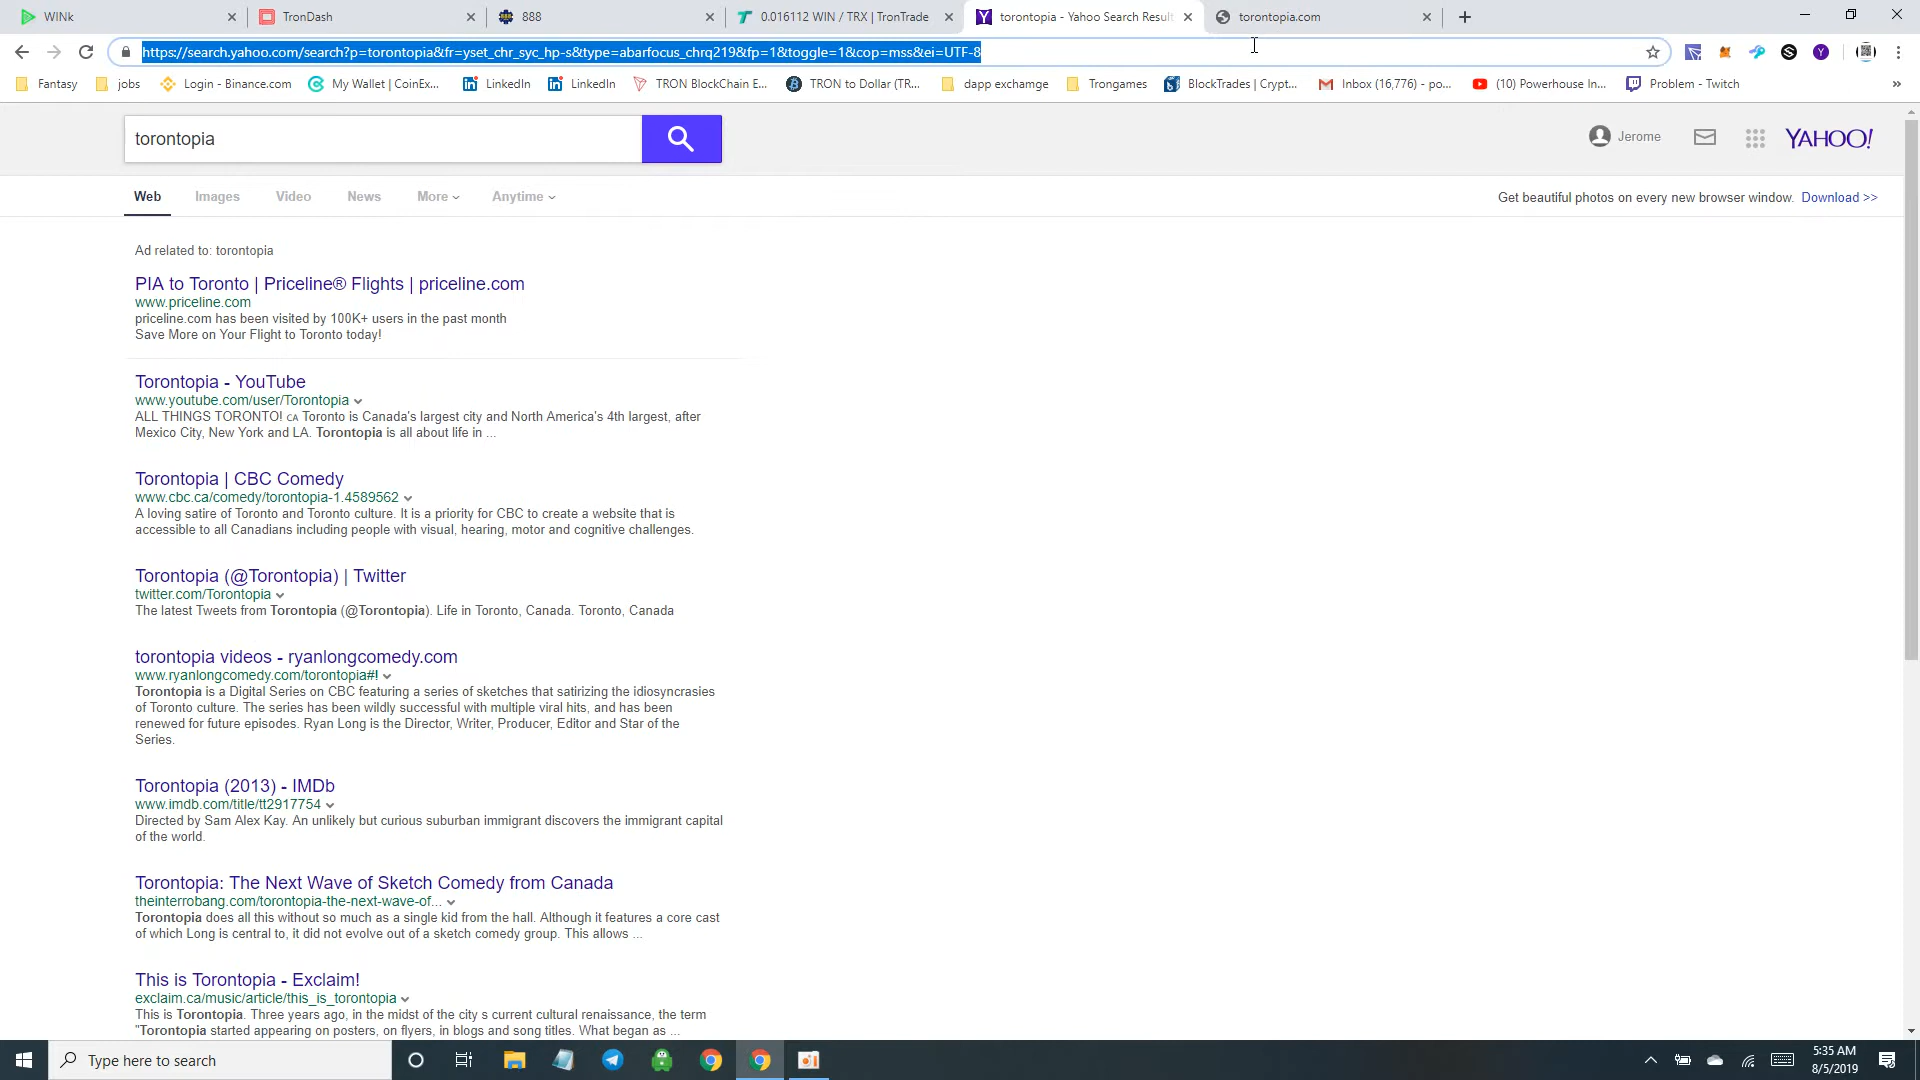 WINk
TronDash
888
0.016112 WIN / TRX | TronTrade
torontopia - Yahoo Search Result
torontopia.com
https://search.yahoo.com/search?p=torontopia&fr=yset_chr_syc_hp-s&type=abarfocus_chrq219&fp=1&toggle=1&cop=mss&ei=UTF-8
Fantasy
jobs
Login - Binance.com
My Wallet | CoinEx...
LinkedIn
LinkedIn
TRON BlockChain E...
TRON to Dollar (TR...
dapp exchamge
Trongames
BlockTrades | Crypt...
Inbox (16,776) - po...
(10) Powerhouse In...
Problem - Twitch
torontopia
Jerome
YAHOO!
Web
Images
Video
News
More
Anytime
Get beautiful photos on every new browser window. Download >>
Ad related to: torontopia
PIA to Toronto | Priceline® Flights | priceline.com
www.priceline.com
priceline.com has been visited by 100K+ users in the past month
Save More on Your Flight to Toronto today!
Torontopia - YouTube
www.youtube.com/user/Torontopia
ALL THINGS TORONTO! CA Toronto is Canada's largest city and North America's 4th largest, after
Mexico City, New York and LA. Torontopia is all about life in ...
Torontopia | CBC Comedy
www.cbc.ca/comedy/torontopia-1.4589562
A loving satire of Toronto and Toronto culture. It is a priority for CBC to create a website that is
accessible to all Canadians including people with visual, hearing, motor and cognitive challenges.
Torontopia (@Torontopia) | Twitter
twitter.com/Torontopia
The latest Tweets from Torontopia (@Torontopia). Life in Toronto, Canada. Toronto, Canada
torontopia videos - ryanlongcomedy.com
www.ryanlongcomedy.com/torontopia#!
Torontopia is a Digital Series on CBC featuring a series of sketches that satirizing the idiosyncrasies
of Toronto culture. The series has been wildly successful with multiple viral hits, and has been
renewed for future episodes. Ryan Long is the Director, Writer, Producer, Editor and Star of the
Series.
Torontopia (2013) - IMDb
www.imdb.com/title/tt2917754
Directed by Sam Alex Kay. An unlikely but curious suburban immigrant discovers the immigrant capital
of the world.
Torontopia: The Next Wave of Sketch Comedy from Canada
theinterrobang.com/torontopia-the-next-wave-of...
Torontopia does all this without so much as a single kid from the hall. Although it features a core cast
of which Long is central to, it did not evolve out of a sketch comedy group. This allows ...
This is Torontopia - Exclaim!
exclaim.ca/music/article/this_is_torontopia
This is Torontopia. Three years ago, in the midst of the city s current cultural renaissance, the term
"Torontopia started appearing on posters, on flyers, in blogs and song titles. What began as ...
Type here to search
5:35 AM
8/5/2019